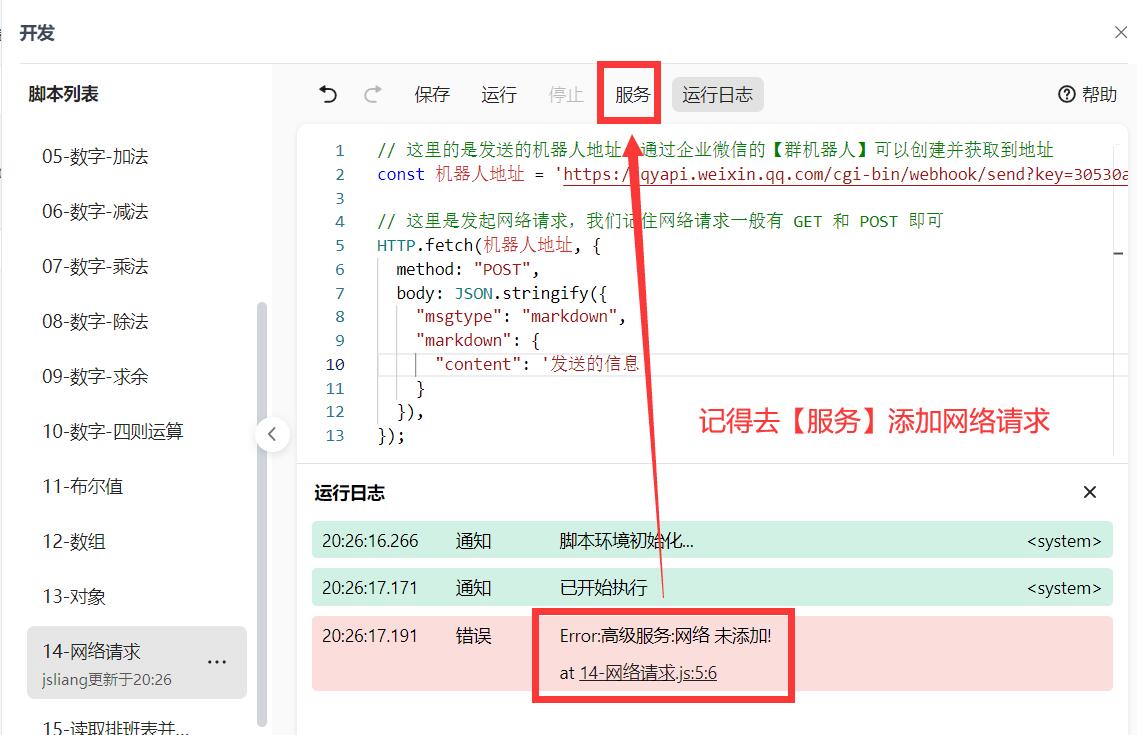 开发
脚本列表
保存 运行 停止 服务 运行日志 帮助
05-数字-加法
06-数字-减法
07-数字-乘法
08-数字-除法
09-数字-求余
10-数字-四则运算
11-布尔值
12-数组
13-对象
14-网络请求
jsliang更新于20:26
15-读取排班表并...
1 // 这里的是发送的机器人地址 通过企业微信的【群机器人】可以创建并获取到地址
2 const 机器人地址 = 'https://qyapi.weixin.qq.com/cgi-bin/webhook/send?key=30530a
3
4 // 这里是发起网络请求，我们记住网络请求一般有 GET 和 POST 即可
5 HTTP.fetch(机器人地址, {
6 method: "POST",
7 body: JSON.stringify({
8 "msgtype": "markdown",
9 "markdown": {
10 "content": '发送的信息
11 }
12 }),
13 });
记得去【服务】添加网络请求
运行日志
20:26:16.266 通知 脚本环境初始化... <system>
20:26:17.171 通知 已开始执行 <system>
20:26:17.191 错误 Error:高级服务:网络 未添加!
at 14-网络请求.js:5:6